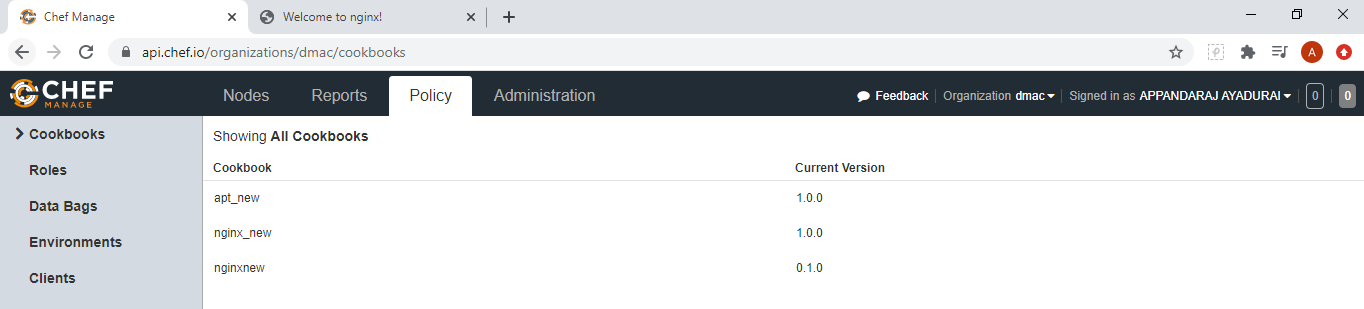 Chef Manage
Welcome to nginx!
api.chef.io/organizations/dmac/cookbooks
A
CHEF
MANAGE
Nodes Reports Policy Administration
Feedback Organization dmac Signed in as APPANDARAJ AYADURAI 0 0
Cookbooks
Roles
Data Bags
Environments
Clients
Showing All Cookbooks
Cookbook Current Version
apt_new 1.0.0
nginx_new 1.0.0
nginxnew 0.1.0